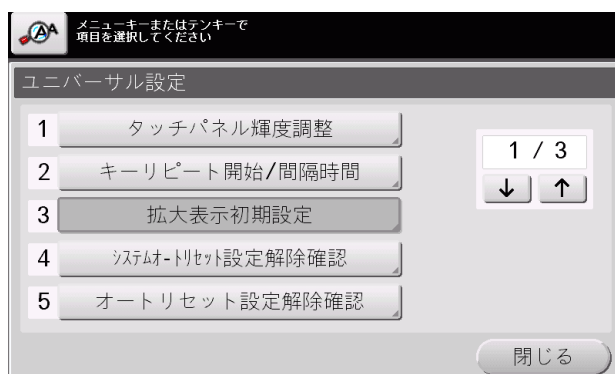 メニューキーまたはテンキーで
項目を選択してください
ユニバーサル設定
1 タッチパネル輝度調整
2 キーリピート開始/間隔時間
3 拡大表示初期設定
4 ｼｽﾃﾑｵｰﾄﾘｾｯﾄ設定解除確認
5 オートリセット設定解除確認
1 / 3
↓ ↑
閉じる